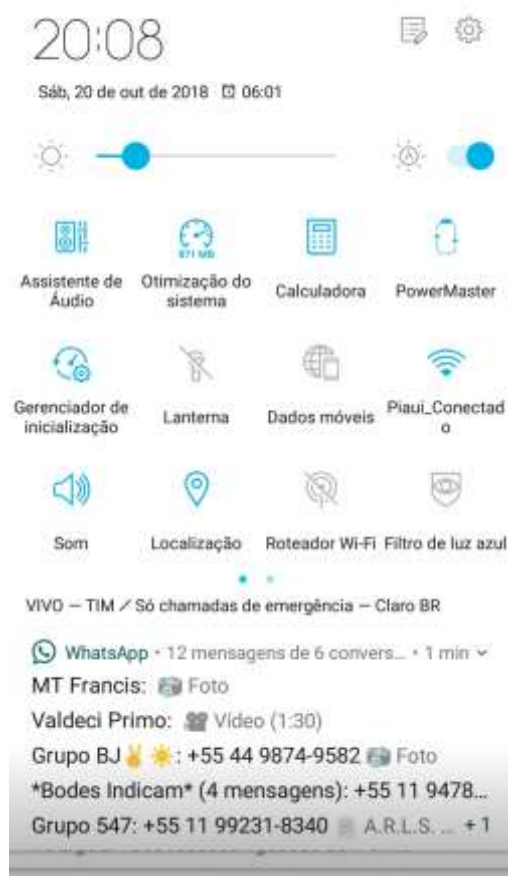 20:08
Sáb, 20 de out de 2018 06:01
A
871 MB
Assistente de Áudio
Otimização do sistema
Calculadora
PowerMaster
Gerenciador de inicialização
Lanterna
Dados móveis
Piaui_Conectado
Som
Localização
Roteador Wi-Fi
Filtro de luz azul
VIVO — TIM / Só chamadas de emergência — Claro BR
WhatsApp • 12 mensagens de 6 convers... • 1 min
MT Francis: 📷 Foto
Valdeci Primo: 🎥 Vídeo (1:30)
Grupo BJ✌️☀️: +55 44 9874-9582 📷 Foto
*Bodes Indicam* (4 mensagens): +55 11 9478...
Grupo 547: +55 11 99231-8340 A.R.L.S. ... +1